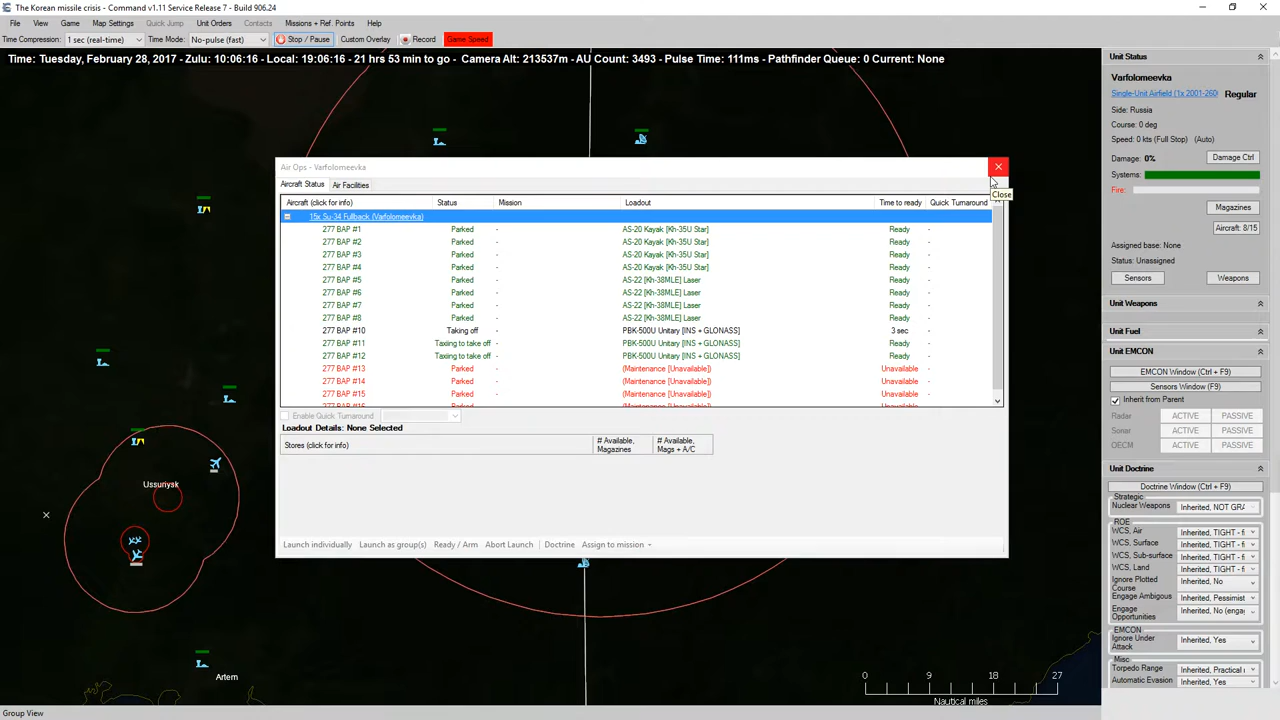 The Korean missile crisis - Command v1.11 Service Release 7 - Build 906.24
File View Game Map Settings Quick Jump Unit Orders Contacts Missions + Ref. Points Help
Time Compression: 1 sec (real-time) Time Mode: No-pulse (fast) Stop / Pause Custom Overlay Record Game Speed
Time: Tuesday, February 28, 2017 - Zulu: 10:06:16 - Local: 19:06:16 - 21 hrs 53 min to go - Camera Alt: 213537m - AU Count: 3493 - Pulse Time: 111ms - Pathfinder Queue: 0 Current: None
Air Ops - Varfolomeevka
Close
Aircraft Status Air Facilities
Aircraft (click for info) Status Mission Loadout Time to ready Quick Turnaround
15x Su-34 Fullback (Varfolomeevka)
277 BAP #1 Parked - AS-20 Kayak [Kh-35U Star] Ready -
277 BAP #2 Parked - AS-20 Kayak [Kh-35U Star] Ready -
277 BAP #3 Parked - AS-20 Kayak [Kh-35U Star] Ready -
277 BAP #4 Parked - AS-20 Kayak [Kh-35U Star] Ready -
277 BAP #5 Parked - AS-22 [Kh-38MLE] Laser Ready -
277 BAP #6 Parked - AS-22 [Kh-38MLE] Laser Ready -
277 BAP #7 Parked - AS-22 [Kh-38MLE] Laser Ready -
277 BAP #8 Parked - AS-22 [Kh-38MLE] Laser Ready -
277 BAP #10 Taking off - PBK-500U Unitary [INS + GLONASS] 3 sec -
277 BAP #11 Taxiing to take off - PBK-500U Unitary [INS + GLONASS] Ready -
277 BAP #12 Taxiing to take off - PBK-500U Unitary [INS + GLONASS] Ready -
277 BAP #13 Parked - (Maintenance [Unavailable]) Unavailable -
277 BAP #14 Parked - (Maintenance [Unavailable]) Unavailable -
277 BAP #15 Parked - (Maintenance [Unavailable]) Unavailable -
Enable Quick Turnaround
Loadout Details: None Selected
Stores (click for info) # Available, Magazines # Available, Mags + A/C
Launch individually Launch as group(s) Ready / Arm Abort Launch Doctrine Assign to mission
Ussuriysk
Artem
0 9 18 27
Nautical miles
Group View
Unit Status
Varfolomeevka
Single-Unit Airfield (1x 2001-260 Regular
Side: Russia
Course: 0 deg
Speed: 0 kts (Full Stop) (Auto)
Damage: 0% Damage Ctrl
Systems:
Fire:
Magazines
Aircraft: 8/15
Assigned base: None
Status: Unassigned
Sensors Weapons
Unit Weapons
Unit Fuel
Unit EMCON
EMCON Window (Ctrl + F9)
Sensors Window (F9)
Inherit from Parent
Radar ACTIVE PASSIVE
Sonar ACTIVE PASSIVE
OECM ACTIVE PASSIVE
Unit Doctrine
Doctrine Window (Ctrl + F9)
Strategic
Nuclear Weapons Inherited, NOT GRA
ROE
WCS, Air Inherited, TIGHT - fi
WCS, Surface Inherited, TIGHT - fi
WCS, Sub-surface Inherited, TIGHT - fi
WCS, Land Inherited, TIGHT - fi
Ignore Plotted Course Inherited, No
Engage Ambiguous Inherited, Pessimist
Engage Opportunities Inherited, No (engag
EMCON
Ignore Under Attack Inherited, Yes
Misc
Torpedo Range Inherited, Practical
Automatic Evasion Inherited, Yes